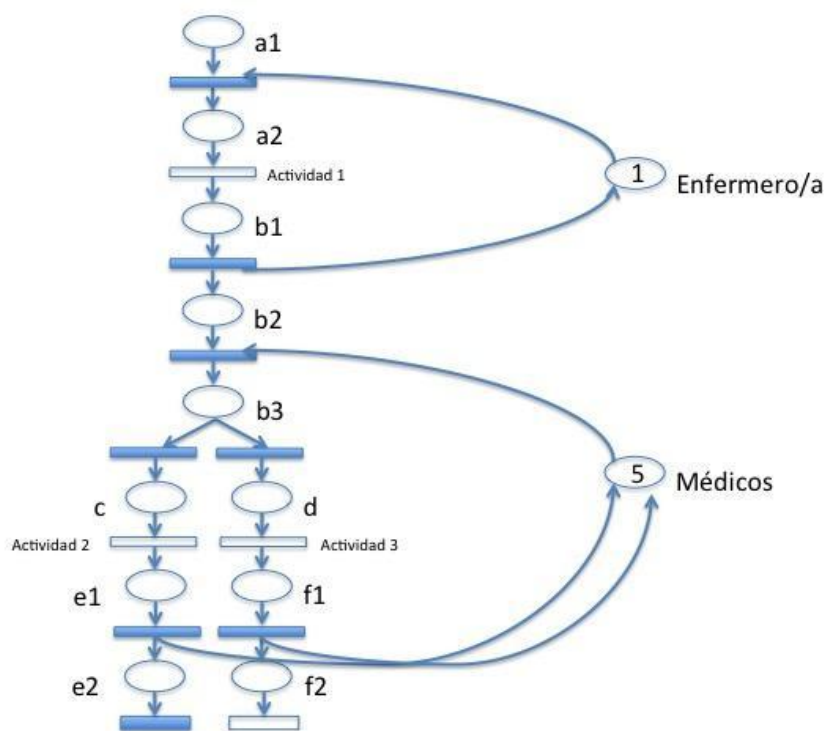 a1
a2
Actividad 1
1
Enfermero/a
b1
b2
b3
c
d
5
Médicos
Actividad 2
Actividad 3
e1
f1
e2
f2